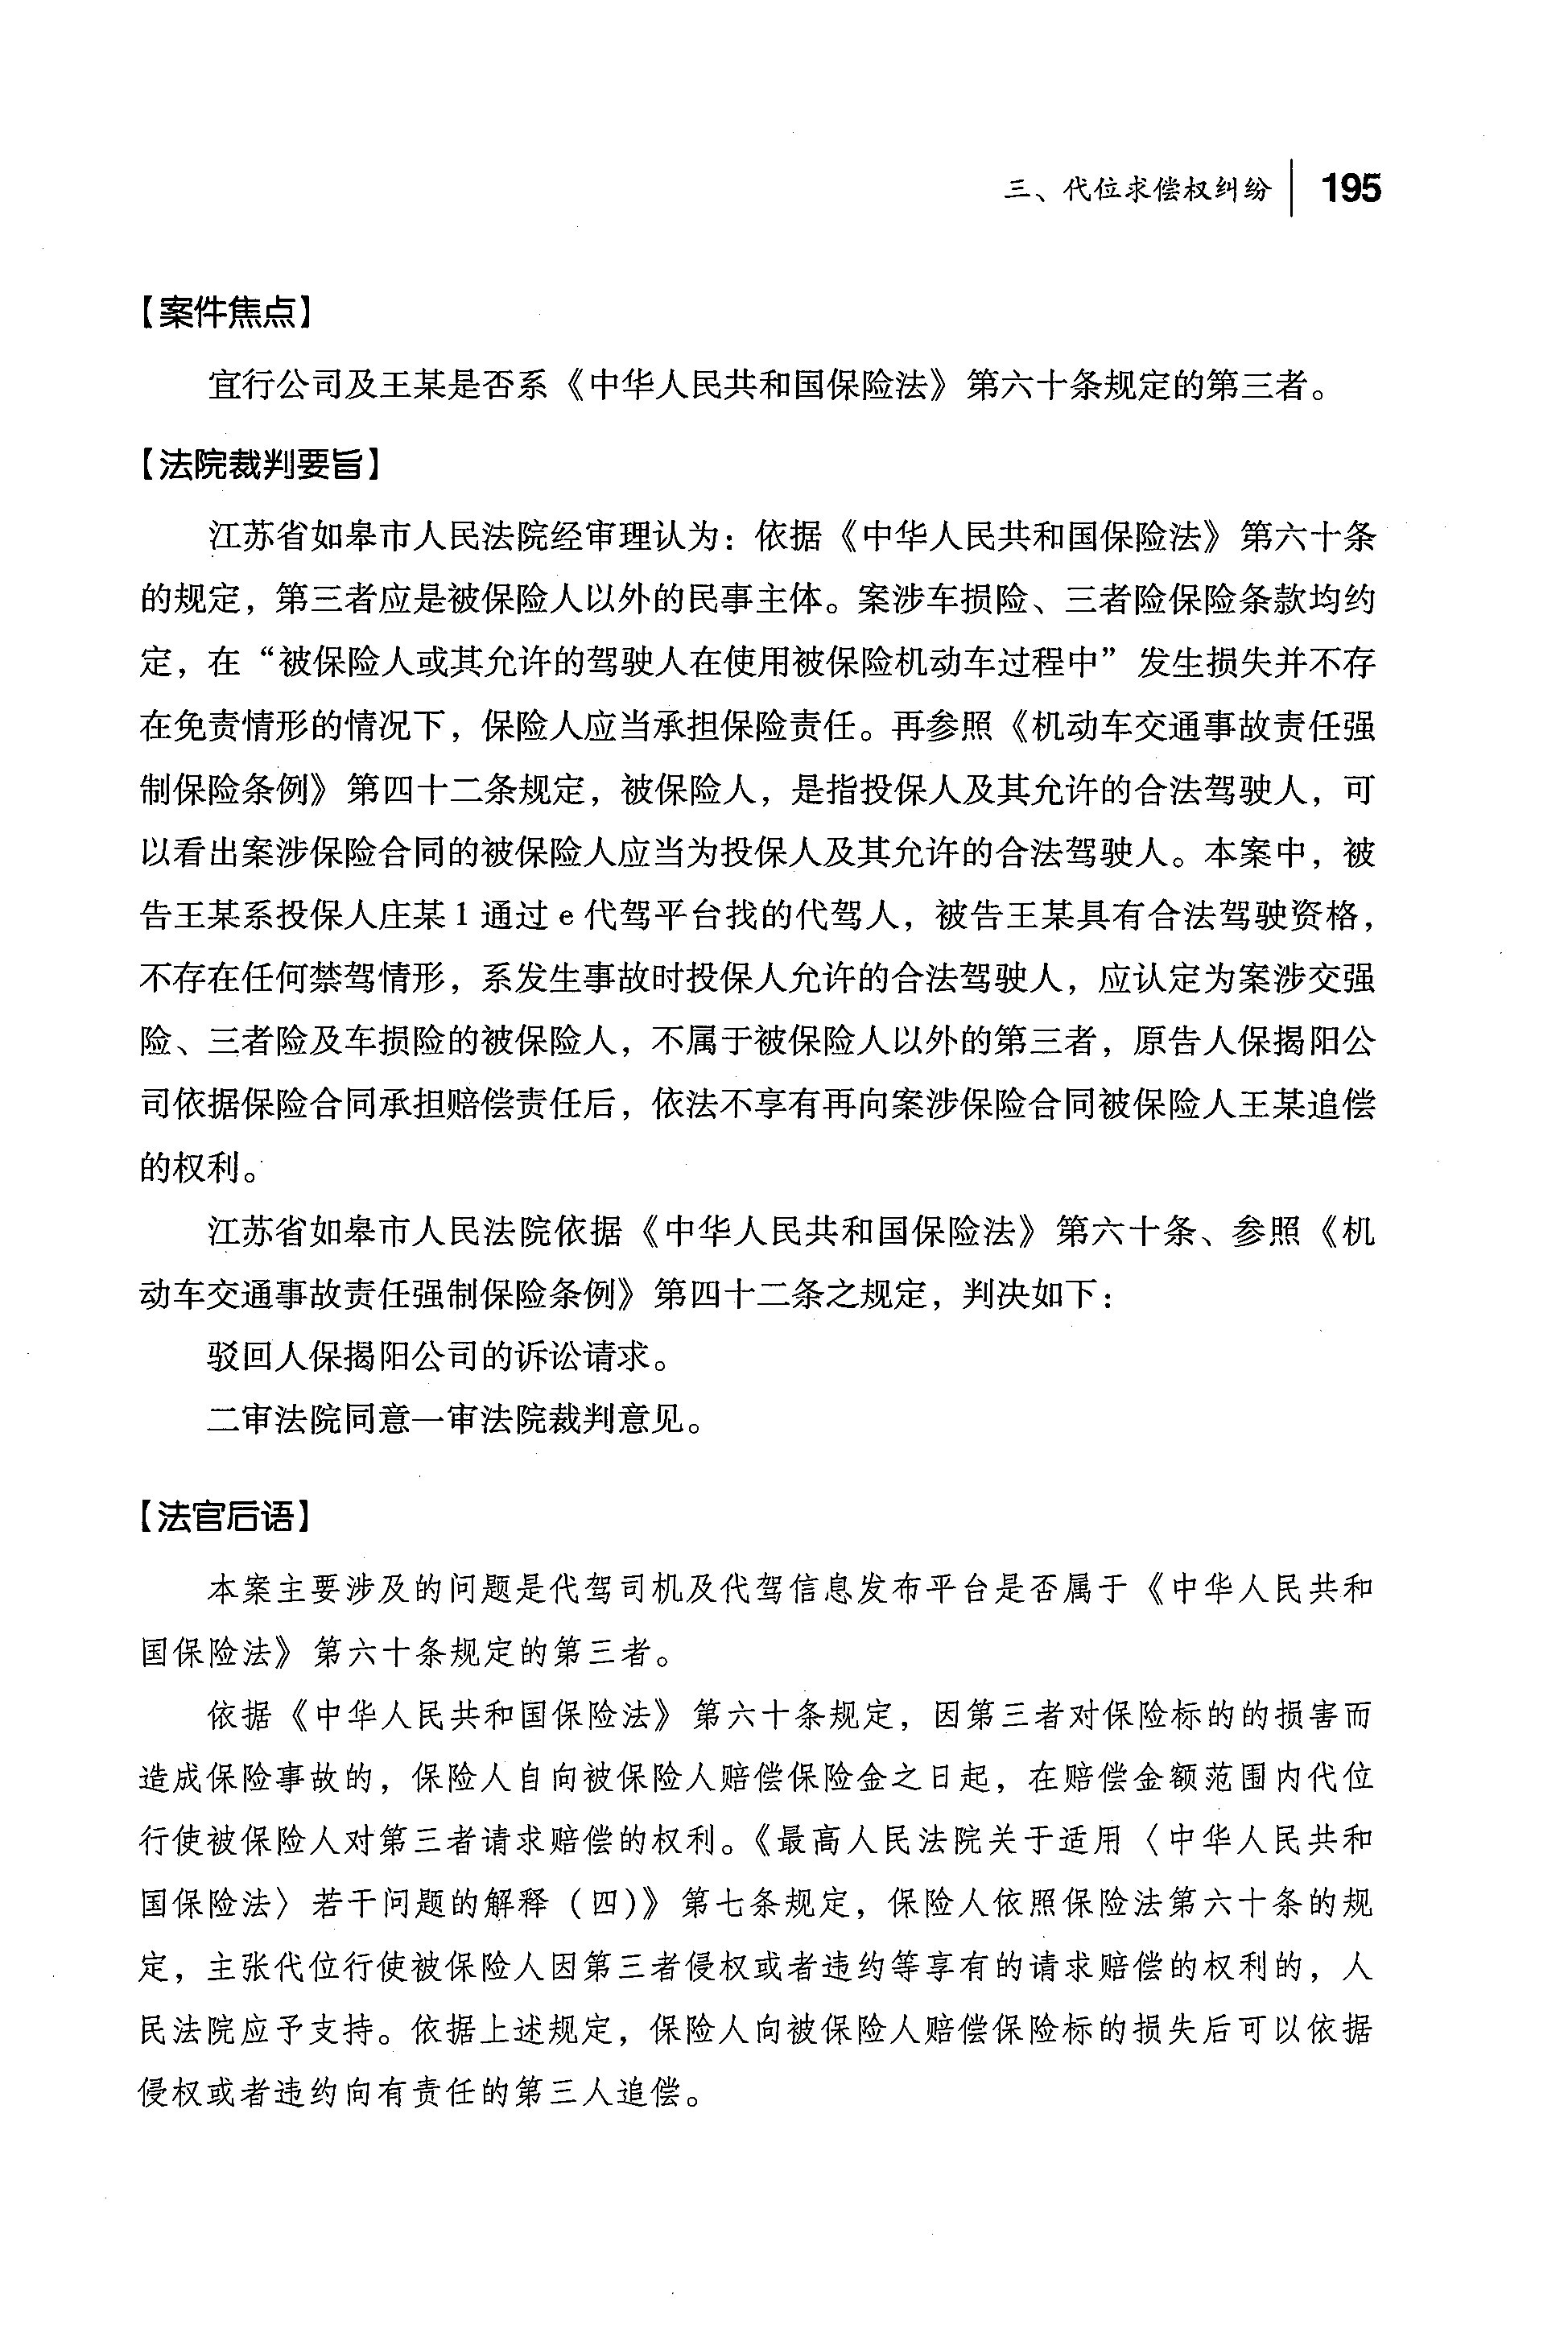 三、代位求偿权纠纷 195
【案件焦点】
宜行公司及王某是否系《中华人民共和国保险法》第六十条规定的第三者。
【法院裁判要旨】
江苏省如皋市人民法院经审理认为：依据《中华人民共和国保险法》第六十条
的规定，第三者应是被保险人以外的民事主体。案涉车损险、三者险保险条款均约
定，在“被保险人或其允许的驾驶人在使用被保险机动车过程中”发生损失并不存
在免责情形的情况下，保险人应当承担保险责任。再参照《机动车交通事故责任强
制保险条例》第四十二条规定，被保险人，是指投保人及其允许的合法驾驶人，可
以看出案涉保险合同的被保险人应当为投保人及其允许的合法驾驶人。本案中，被
告王某系投保人庄某1通过e代驾平台找的代驾人，被告王某具有合法驾驶资格，
不存在任何禁驾情形，系发生事故时投保人允许的合法驾驶人，应认定为案涉交强
险、三者险及车损险的被保险人，不属于被保险人以外的第三者，原告人保揭阳公
司依据保险合同承担赔偿责任后，依法不享有再向案涉保险合同被保险人王某追偿
的权利。
江苏省如皋市人民法院依据《中华人民共和国保险法》第六十条、参照《机
动车交通事故责任强制保险条例》第四十二条之规定，判决如下：
驳回人保揭阳公司的诉讼请求。
二审法院同意一审法院裁判意见。
【法官后语】
本案主要涉及的问题是代驾司机及代驾信息发布平台是否属于《中华人民共和
国保险法》第六十条规定的第三者。
依据《中华人民共和国保险法》第六十条规定，因第三者对保险标的的损害而
造成保险事故的，保险人自向被保险人赔偿保险金之日起，在赔偿金额范围内代位
行使被保险人对第三者请求赔偿的权利。《最高人民法院关于适用〈中华人民共和
国保险法〉若干问题的解释（四）》第七条规定，保险人依照保险法第六十条的规
定，主张代位行使被保险人因第三者侵权或者违约等享有的请求赔偿的权利的，人
民法院应予支持。依据上述规定，保险人向被保险人赔偿保险标的损失后可以依据
侵权或者违约向有责任的第三人追偿。